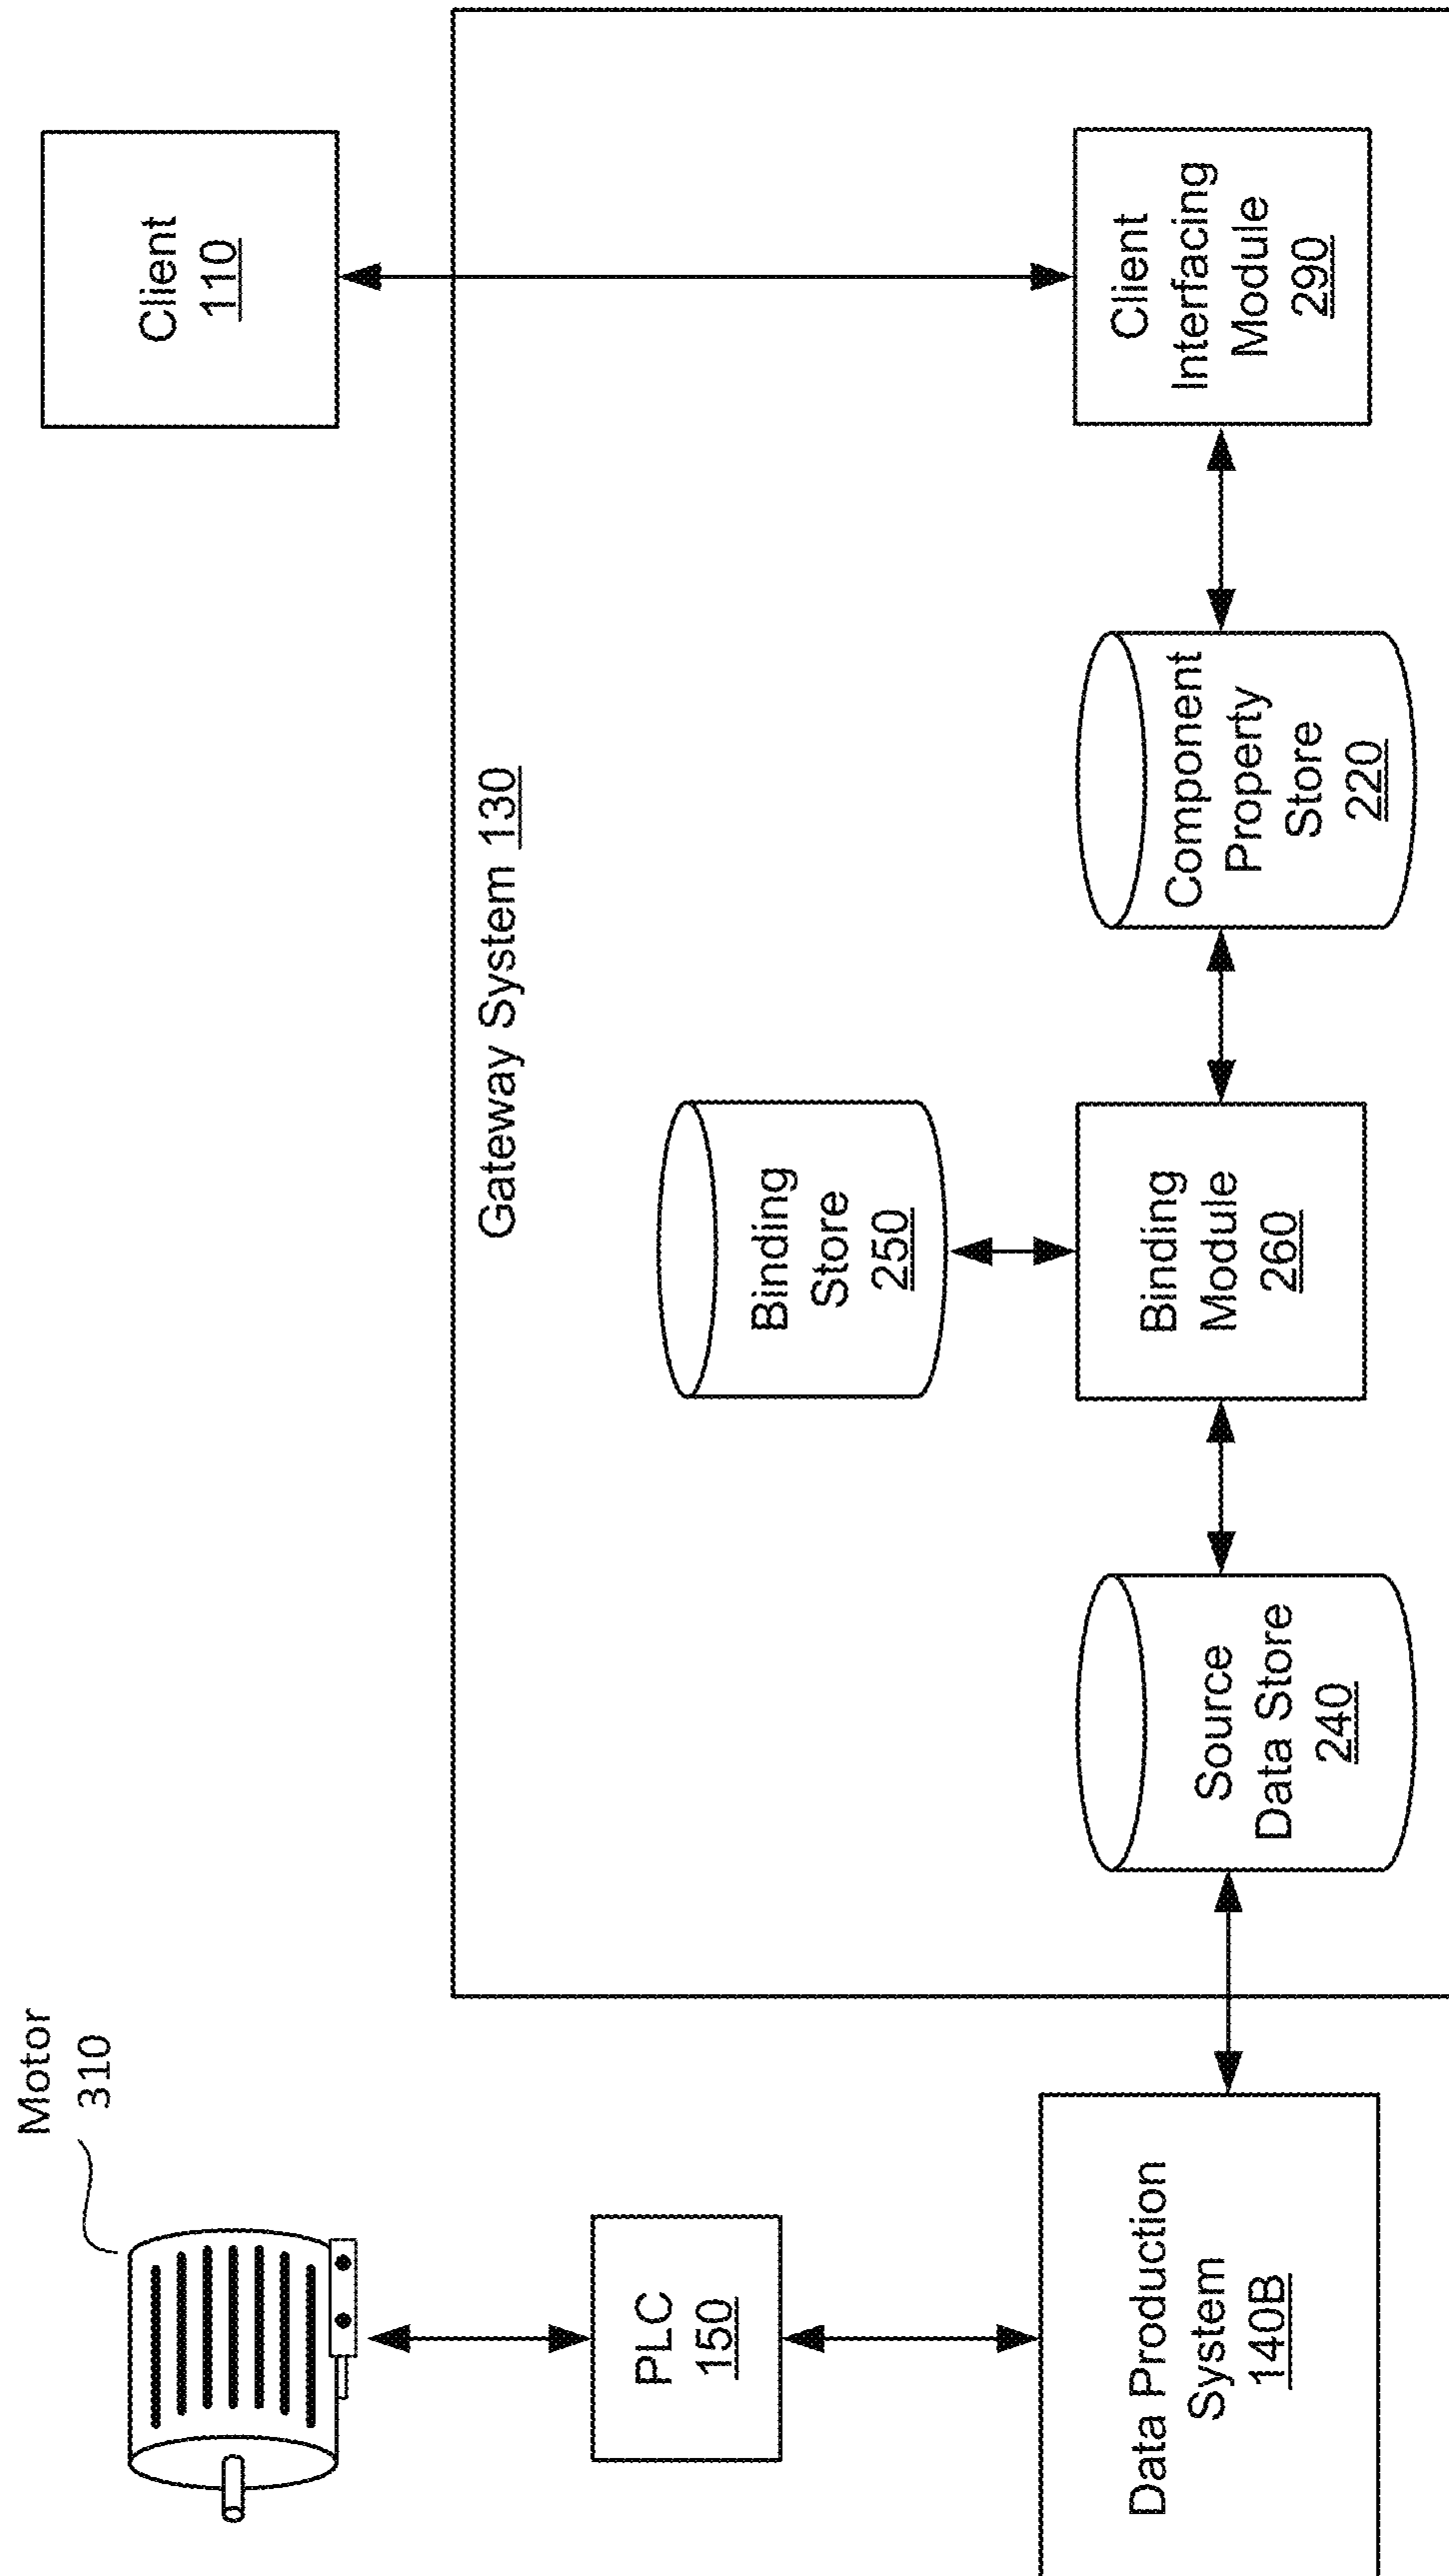 Motor
310
PLC
150
Data Production
System
140B
Gateway System 130
Source
Data Store
240
Binding
Store
250
Binding
Module
260
Component
Property
Store
220
Client
Interfacing
Module
290
Client
110